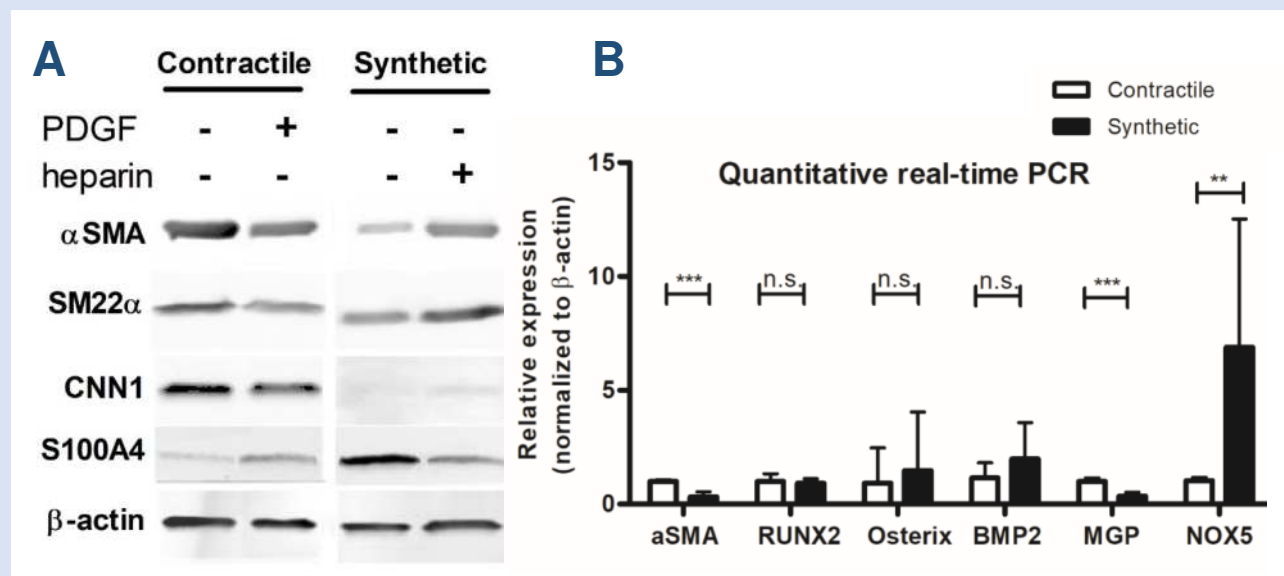 A
Contractile Synthetic
PDGF - + - -
heparin - - - +
αSMA
SM22α
CNN1
S100A4
β-actin
B
Contractile
Synthetic
Quantitative real-time PCR
Relative expression
(normalized to β-actin)
15
10
5
0
*** n.s. n.s. n.s. *** **
aSMA RUNX2 Osterix BMP2 MGP NOX5